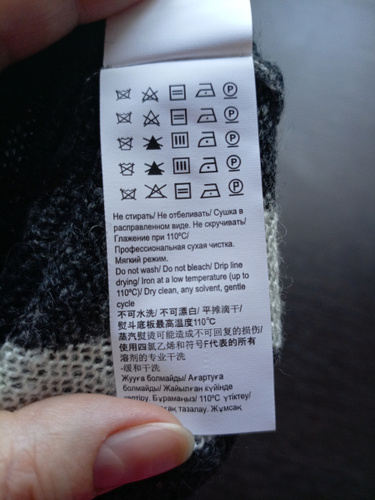 P
P
P
P
P
Не стирать/ Не отбеливать/ Сушка в
расправленном виде. Не скручивать/
Глажение при 110ºC/
Профессиональная сухая чистка.
Мягкий режим.
Do not wash/ Do not bleach/ Drip line
drying/ Iron at a low temperature (up to
110ºC)/ Dry clean, any solvent, gentle
cycle
不可水洗/ 不可漂白/ 平摊滴干/
熨斗底板最高温度110°C
蒸汽熨烫可能造成不可回复的损伤/
使用四氯乙烯和符号F代表的所有
溶剂的专业干洗
-缓和干洗
Жууға болмайды/ Ағартуға
болмайды/ Жайылған күйінде
кептіру. Бұрамаңыз/ 110ºC үтіктеу/
тазалау. Жұмсақ